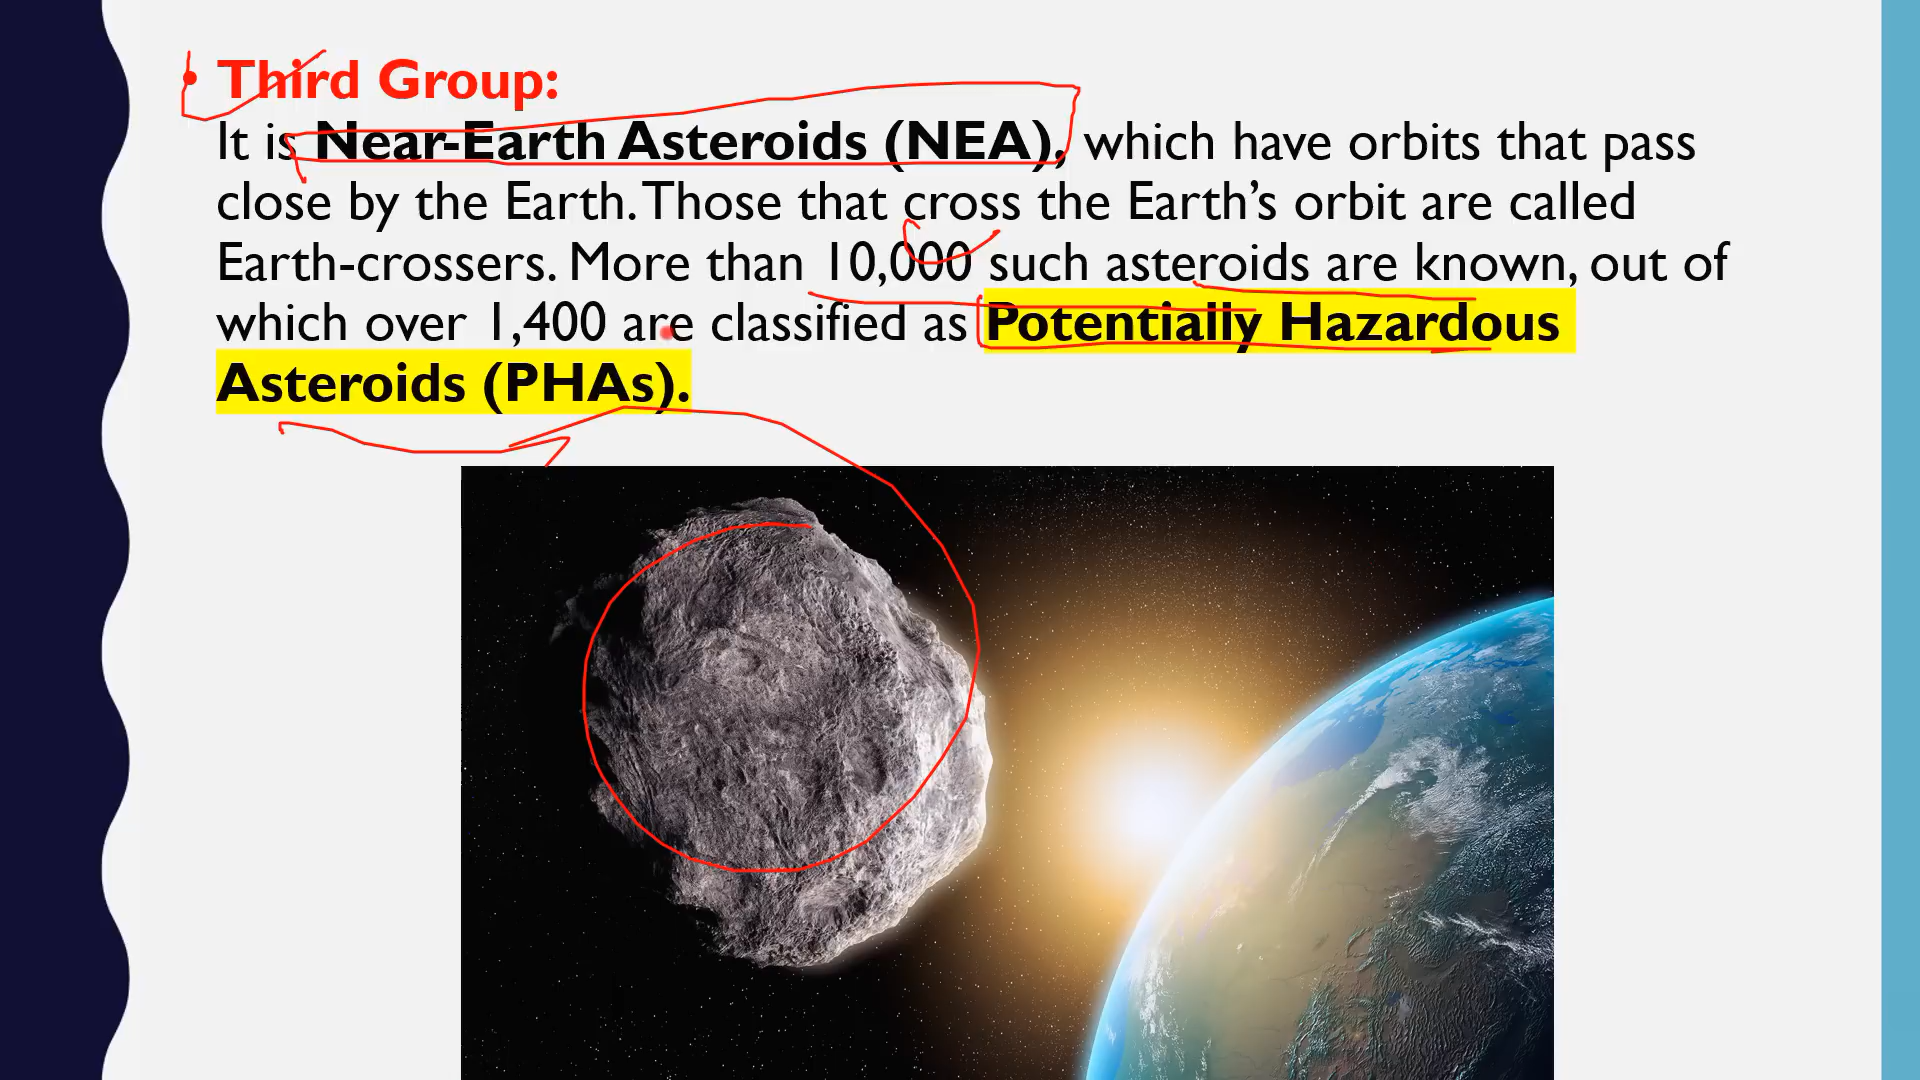 • Third Group:
It is Near-Earth Asteroids (NEA), which have orbits that pass
close by the Earth. Those that cross the Earth’s orbit are called
Earth-crossers. More than 10,000 such asteroids are known, out of
which over 1,400 are classified as Potentially Hazardous
Asteroids (PHAs).